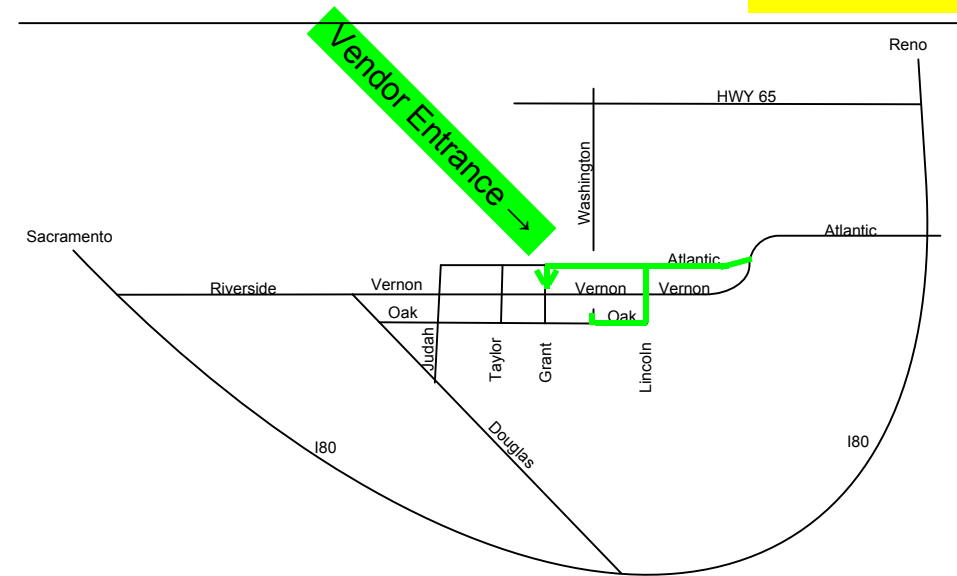 Reno
HWY 65
Vendor Entrance →
Washington
Sacramento
Atlantic
Atlantic
Riverside
Vernon
Vernon
Vernon
Oak
Oak
Judah
Taylor
Grant
Lincoln
Douglas
I80
I80